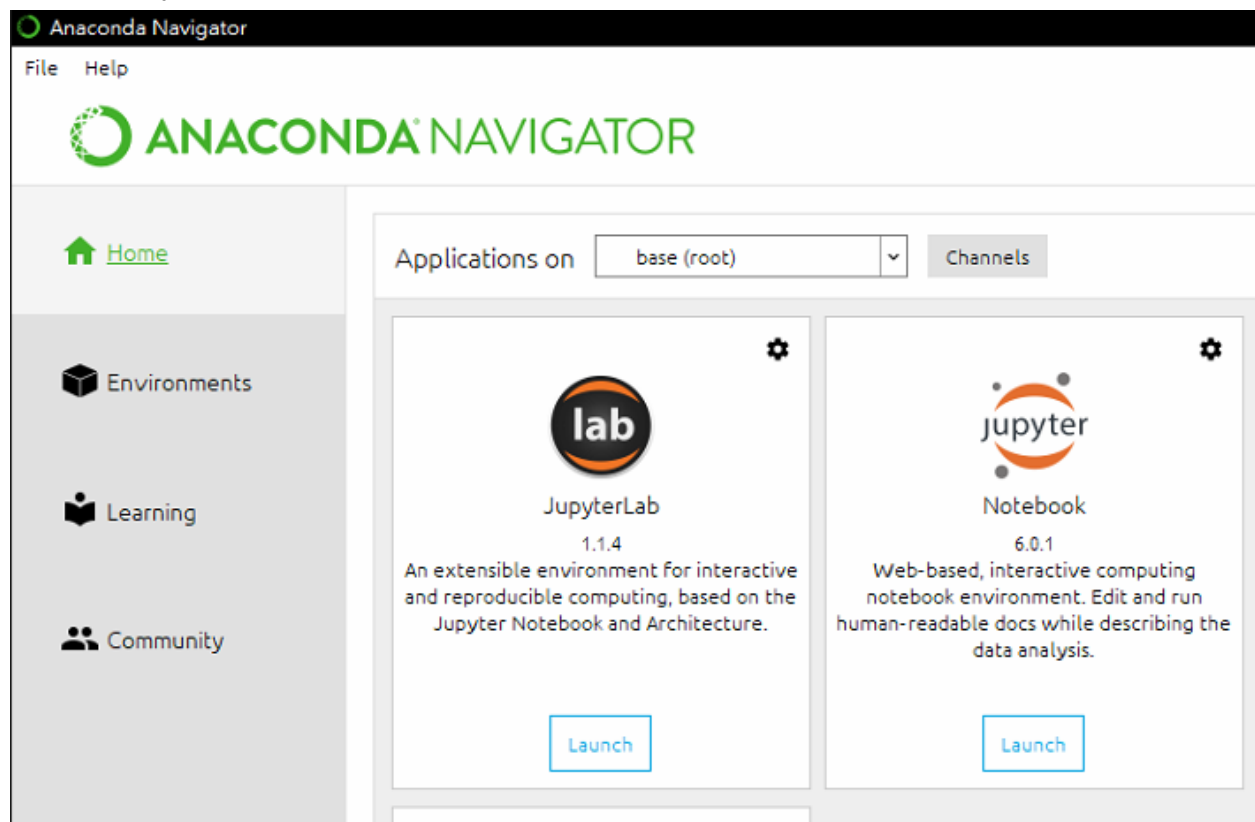 Anaconda Navigator
File Help
ANACONDA NAVIGATOR
Home
Applications on base (root) Channels
Environments
Learning
Community
lab
JupyterLab
1.1.4
An extensible environment for interactive
and reproducible computing, based on the
Jupyter Notebook and Architecture.
Launch
jupyter
Notebook
6.0.1
Web-based, interactive computing
notebook environment. Edit and run
human-readable docs while describing the
data analysis.
Launch